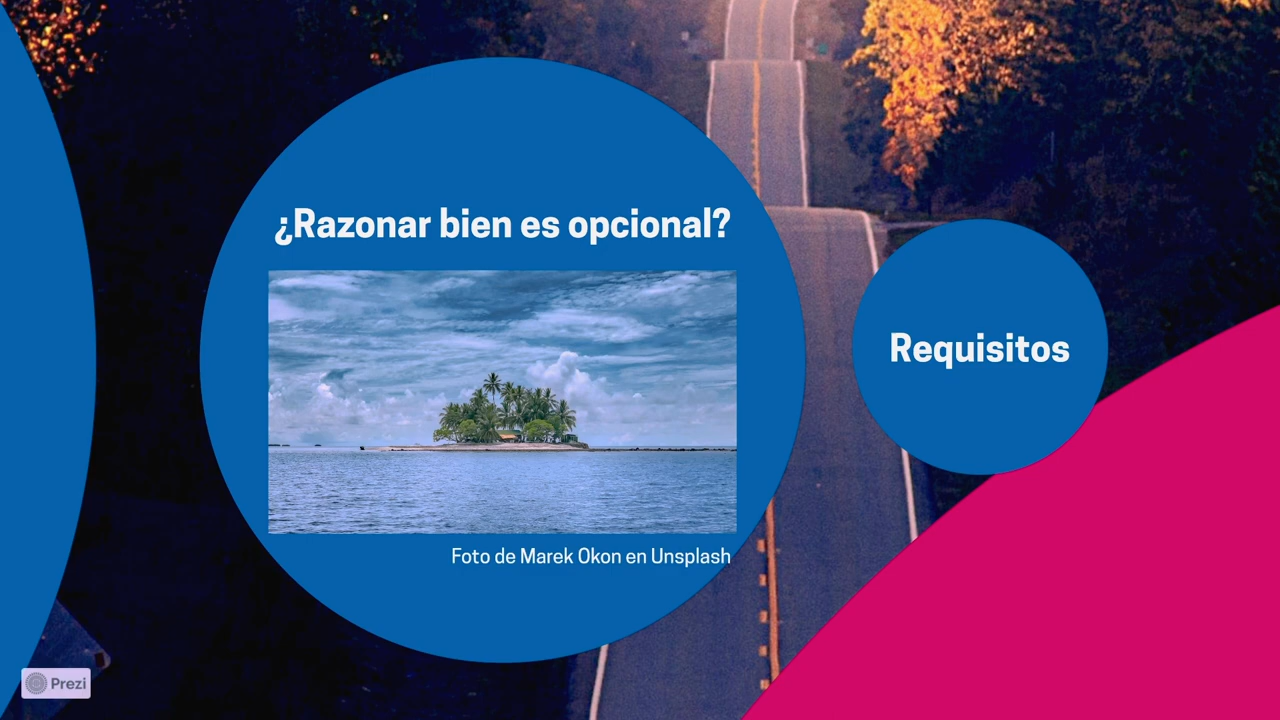 ¿Razonar bien es opcional?
Foto de Marek Okon en Unsplash
Requisitos
Prezi